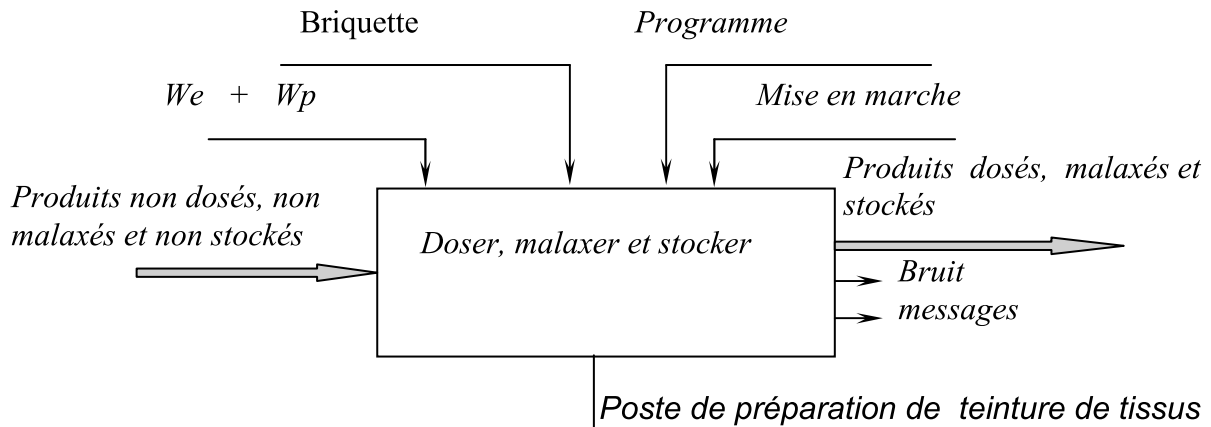 Briquette
Programme
We + Wp
Mise en marche
Produits non dosés, non
malaxés et non stockés
Doser, malaxer et stocker
Produits dosés, malaxés et
stockés
Bruit
messages
Poste de préparation de teinture de tissus